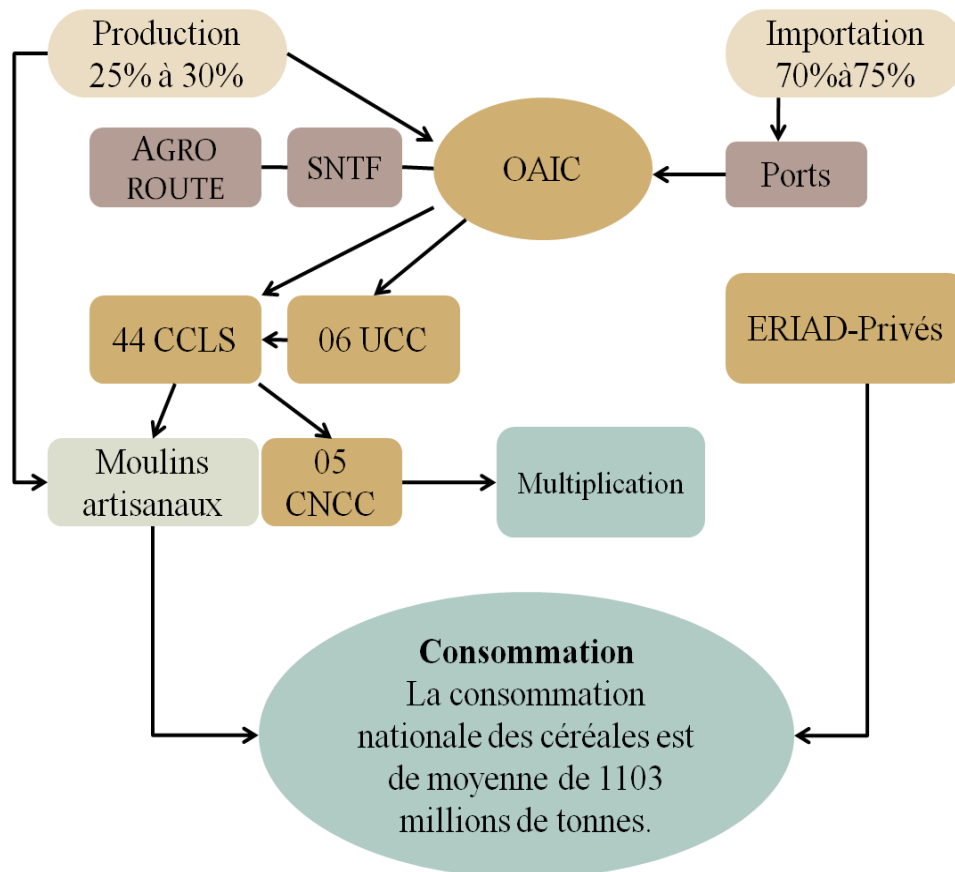 Production
25% à 30%
Importation
70%à75%
AGRO
ROUTE
SNTF
OAIC
Ports
44 CCLS
06 UCC
ERIAD-Privés
Moulins
artisanaux
05
CNCC
Multiplication
Consommation
La consommation
nationale des céréales est
de moyenne de 1103
millions de tonnes.